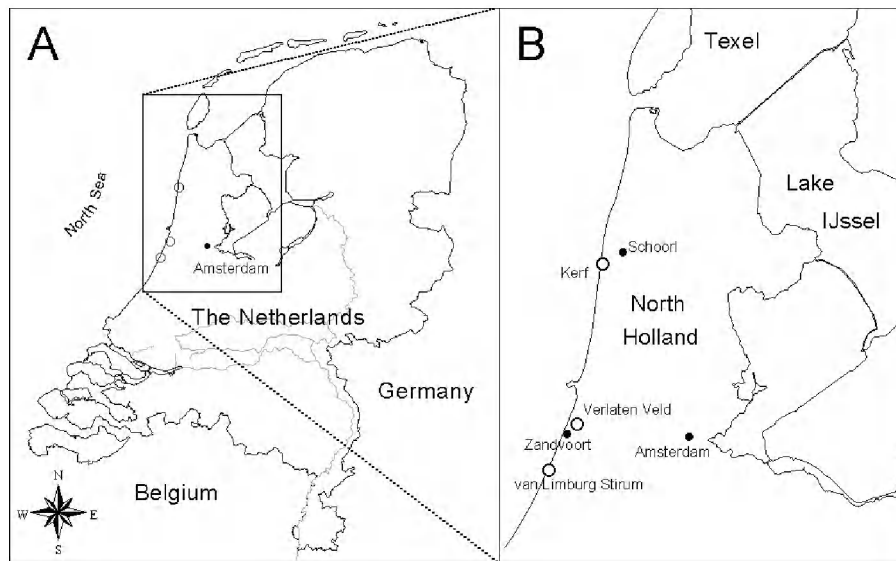 A
North Sea
Amsterdam
The Netherlands
Germany
Belgium
N
W
E
S
B
Texel
Lake
IJssel
Schoorl
Kerf
North
Holland
Verlaten Veld
Zandvoort
Amsterdam
van Limburg Stirum